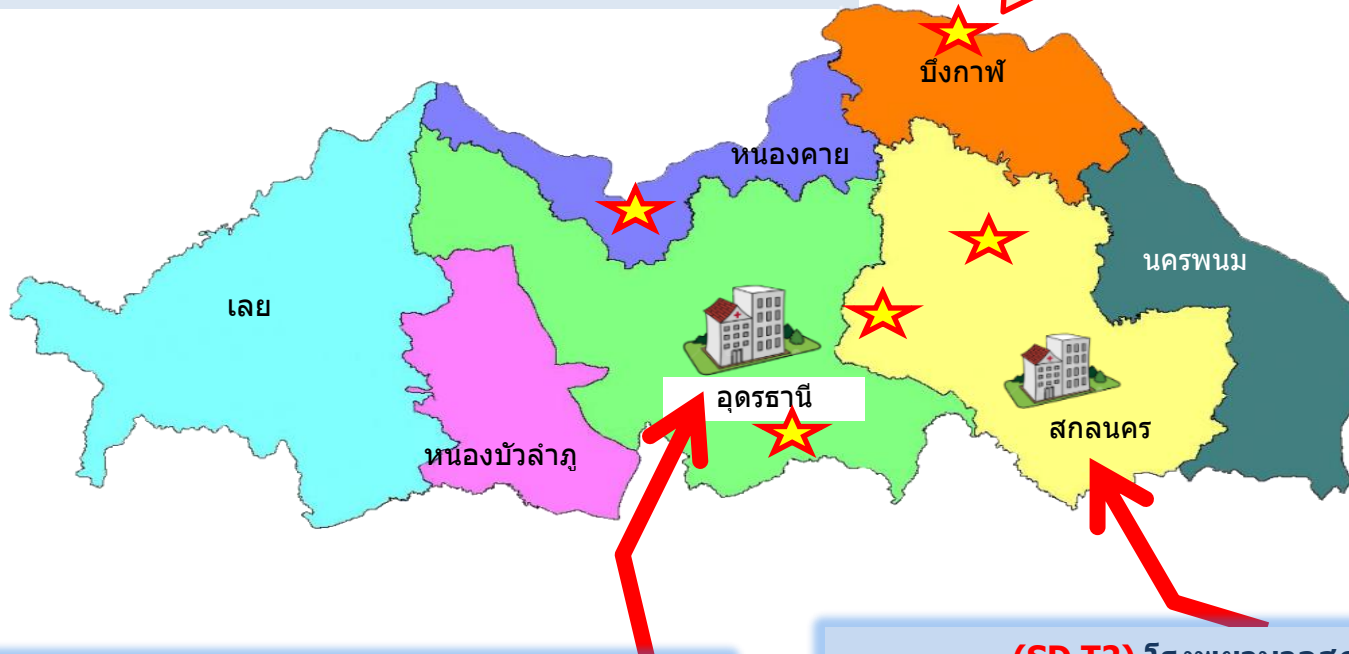 บึงกาฬ
หนองคาย
นครพนม
เลย
อุดรธานี
สกลนคร
หนองบัวลำภู
(SD T2)